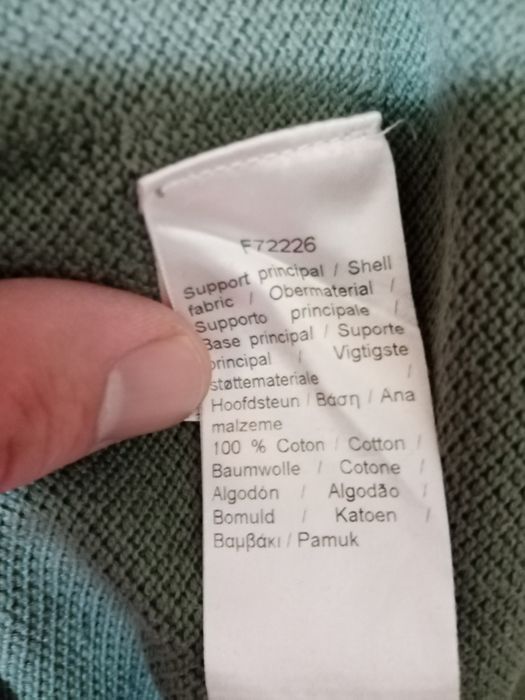 F72226
Support principal / Shell
fabric / Obermaterial /
Supporto principale /
Base principal / Suporte
principal / Vigtigste
støttemateriale /
Hoofdsteun / Βάση / Ana
malzeme
100 % Coton / Cotton /
Baumwolle / Cotone /
Algodón / Algodão /
Bomuld / Katoen /
Βαμβάκι / Pamuk